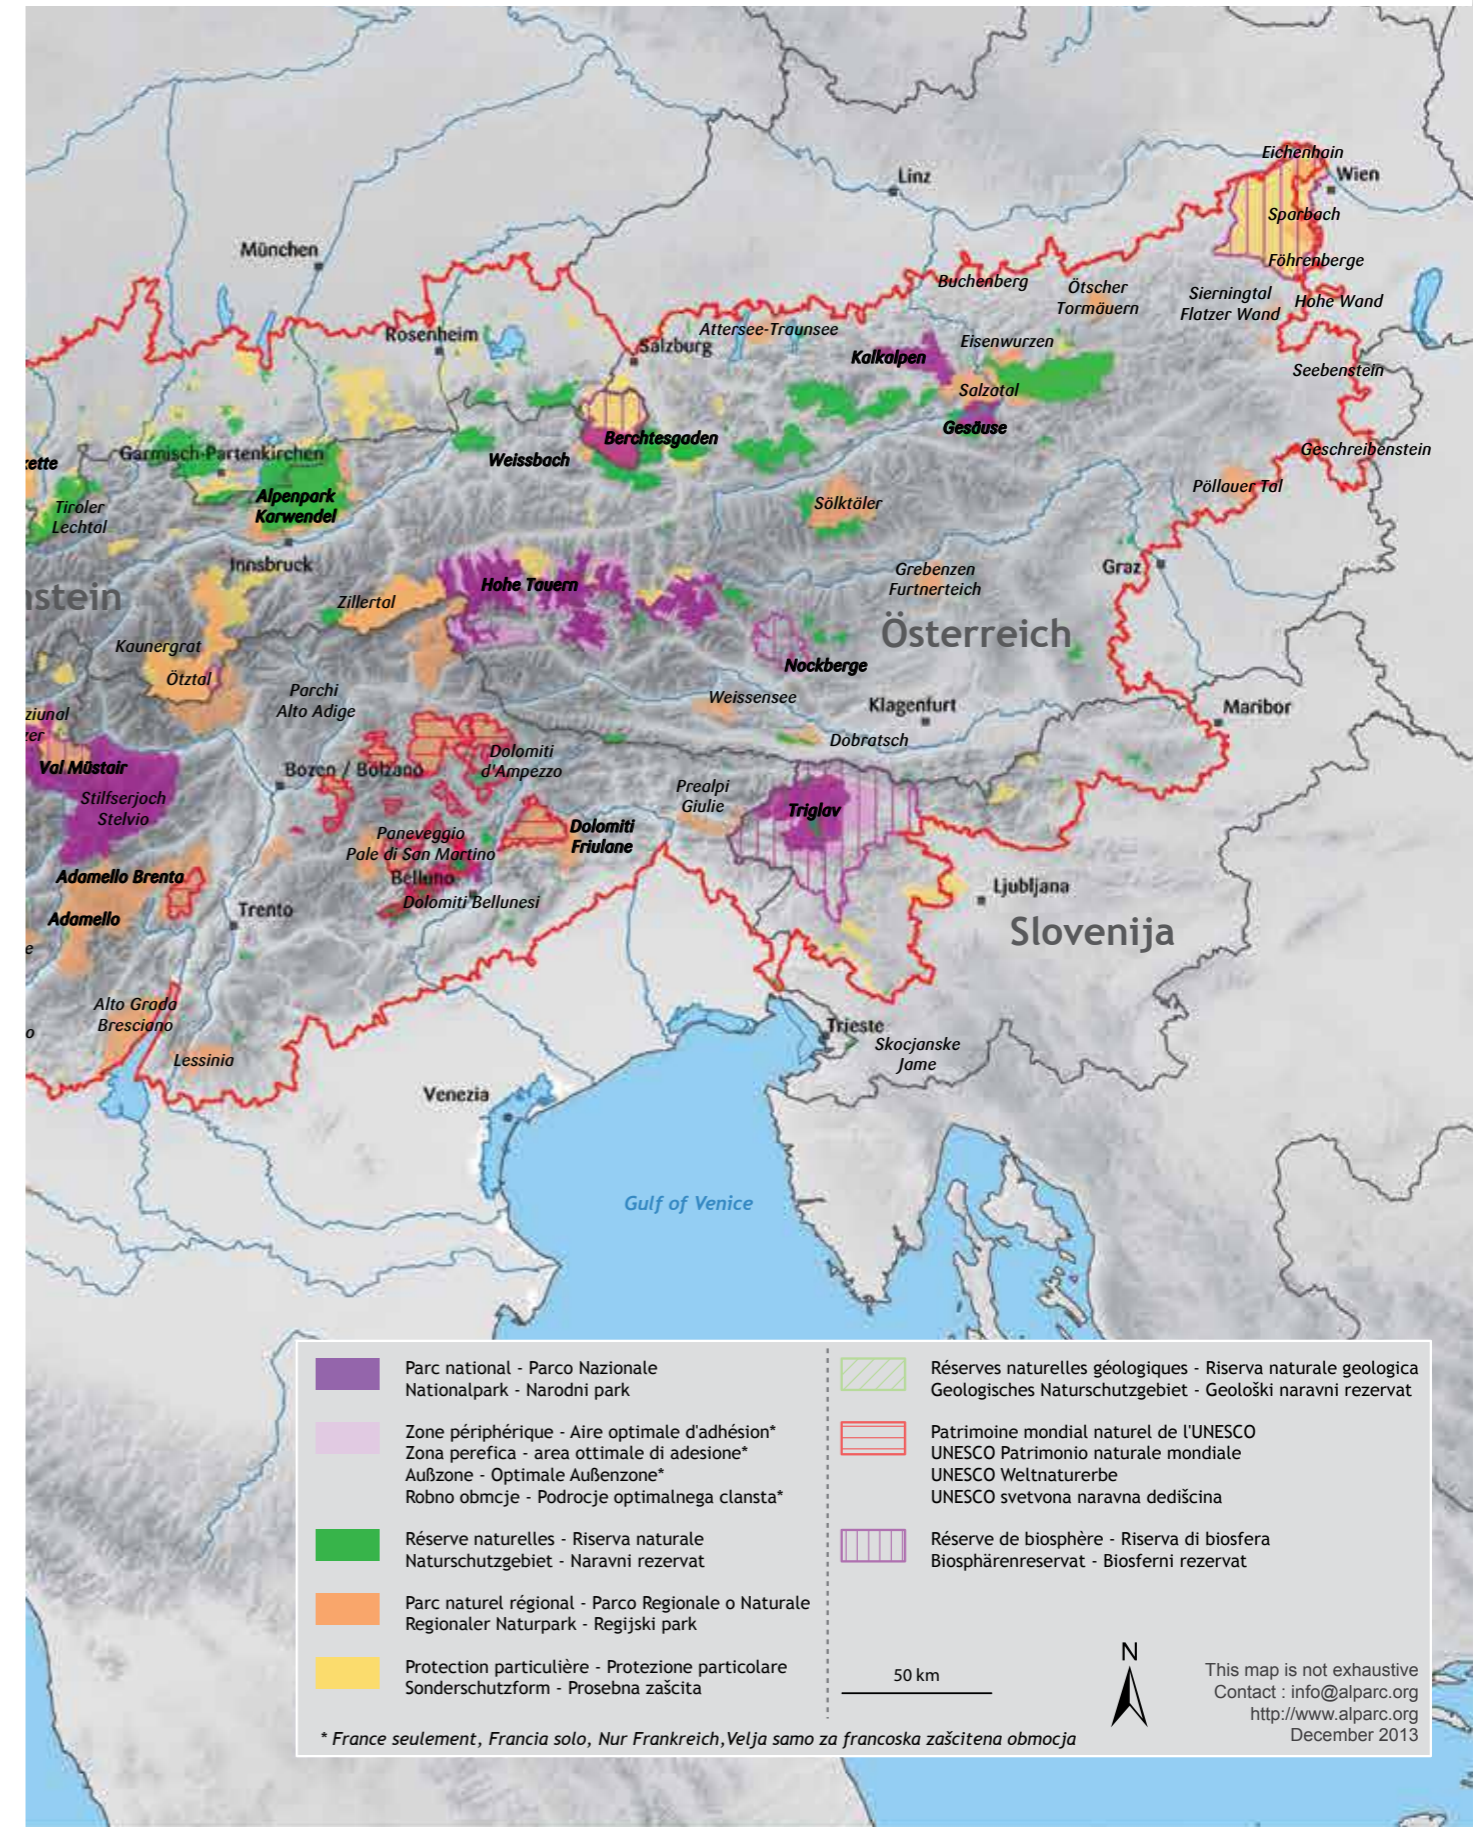 Eichenhain
Wien
Linz
Sparbach
München
Föhrenberge
Buchenberg
Ötscher
Tormäuern
Sierningtal
Flatzer Wand
Hohe Wand
Attersee-Traunsee
Rosenheim
Salzburg
Kalkalpen
Eisenwurzen
Seebenstein
Salzatal
Gesäuse
Berchtesgaden
Garmisch-Partenkirchen
Weissbach
Geschreibenstein
ette
Alpenpark
Karwendel
Pöllauer Tal
Tiroler
Lechtal
Sölktäler
Innsbruck
Graz
Grebenzen
Furtnerteich
Hohe Tauern
nstein
Zillertal
Österreich
Kaunergrat
Nockberge
Ötztal
Parchi
Alto Adige
Weissensee
Klagenfurt
Maribor
ziunal
zer
Dobratsch
Val Müstair
Bozen / Bolzano
Dolomiti
d'Ampezzo
Stilfserjoch
Stelvio
Prealpi
Giulie
Triglav
Paneveggio
Pale di San Martino
Dolomiti
Friulane
Adamello Brenta
Belluno
Dolomiti Bellunesi
Ljubljana
Adamello
Trento
Slovenija
e
Alto Grada
Bresciano
o
Lessinia
Trieste
Skocjanske
Jame
Venezia
Gulf of Venice
Parc national - Parco Nazionale
Nationalpark - Narodni park
Zone périphérique - Aire optimale d'adhésion*
Zona perefica - area ottimale di adesione*
Außzone - Optimale Außenzone*
Robno obmcje - Podrocje optimalnega clansta*
Réserve naturelles - Riserva naturale
Naturschutzgebiet - Naravni rezervat
Parc naturel régional - Parco Regionale o Naturale
Regionaler Naturpark - Regijski park
Protection particulière - Protezione particolare
Sonderschutzform - Prosebna zašcita
Réserves naturelles géologiques - Riserva naturale geologica
Geologisches Naturschutzgebiet - Geološki naravni rezervat
Patrimoine mondial naturel de l'UNESCO
UNESCO Patrimonio naturale mondiale
UNESCO Weltnaturerbe
UNESCO svetvona naravna dedišcina
Réserve de biosphère - Riserva di biosfera
Biosphärenreservat - Biosferni rezervat
50 km
N
This map is not exhaustive
Contact : info@alparc.org
http://www.alparc.org
December 2013
* France seulement, Francia solo, Nur Frankreich,Velja samo za francoska zašcitena obmocja